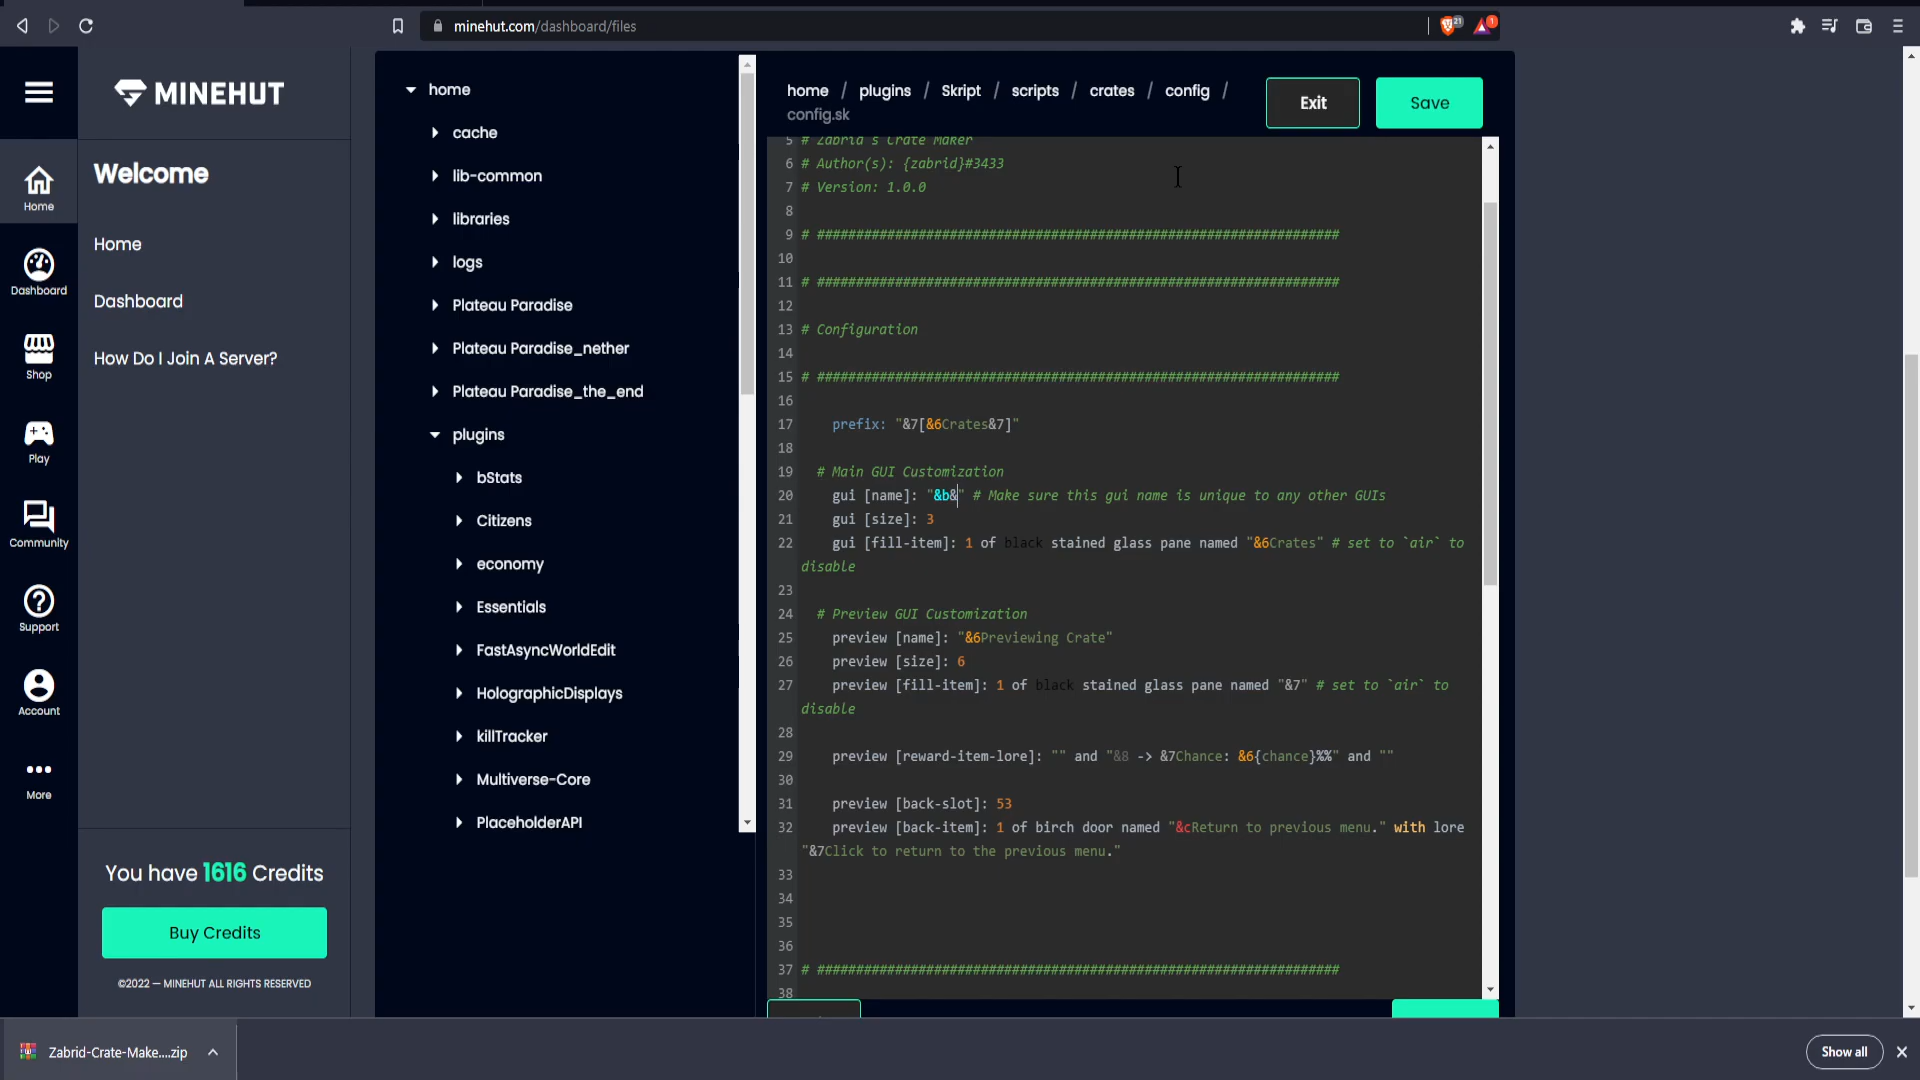 minehut.com/dashboard/files
21
1
MINEHUT
Welcome
Home
Dashboard
How Do I Join A Server?
Home
Dashboard
Shop
Play
Community
Support
Account
More
You have 1616 Credits
Buy Credits
©2022 — MINEHUT ALL RIGHTS RESERVED
home
cache
lib-common
libraries
logs
Plateau Paradise
Plateau Paradise_nether
Plateau Paradise_the_end
plugins
bStats
Citizens
economy
Essentials
FastAsyncWorldEdit
HolographicDisplays
killTracker
Multiverse-Core
PlaceholderAPI
home / plugins / Skript / scripts / crates / config /
config.sk
Exit
Save
5 # Zabrid's Crate Maker
6 # Author(s): {zabrid}#3433
7 # Version: 1.0.0
8
9 # ###################################################################
10
11 # ###################################################################
12
13 # Configuration
14
15 # ###################################################################
16
17 prefix: "&7[&6Crates&7]"
18
19 # Main GUI Customization
20 gui [name]: "&b&" # Make sure this gui name is unique to any other GUIs
21 gui [size]: 3
22 gui [fill-item]: 1 of black stained glass pane named "&6Crates" # set to `air` to
disable
23
24 # Preview GUI Customization
25 preview [name]: "&6Previewing Crate"
26 preview [size]: 6
27 preview [fill-item]: 1 of black stained glass pane named "&7" # set to `air` to
disable
28
29 preview [reward-item-lore]: "" and "&8 -> &7Chance: &6{chance}%%" and ""
30
31 preview [back-slot]: 53
32 preview [back-item]: 1 of birch door named "&cReturn to previous menu." with lore
"&7Click to return to the previous menu."
33
34
35
36
37 # ###################################################################
38
Zabrid-Crate-Make....zip
Show all